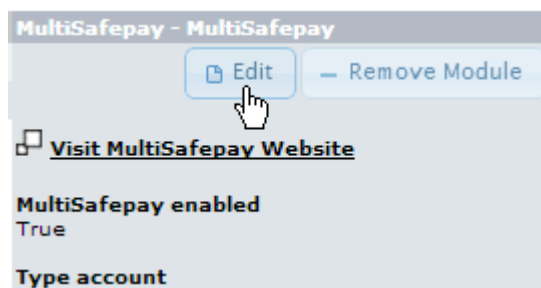 MultiSafepay - MultiSafepay
Edit – Remove Module
Visit MultiSafepay Website
MultiSafepay enabled
True
Type account